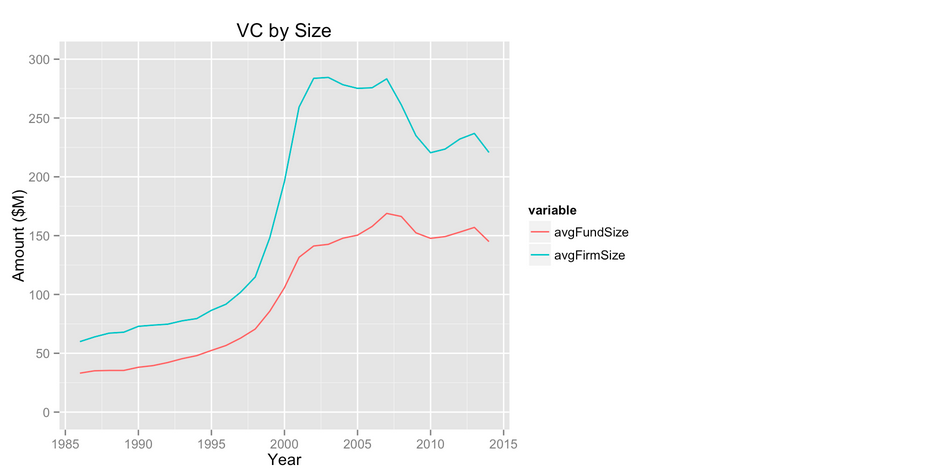 VC by Size
300
250
200
150
100
50
0
Amount ($M)
1985 1990 1995 2000 2005 2010 2015
Year
variable
avgFundSize
avgFirmSize